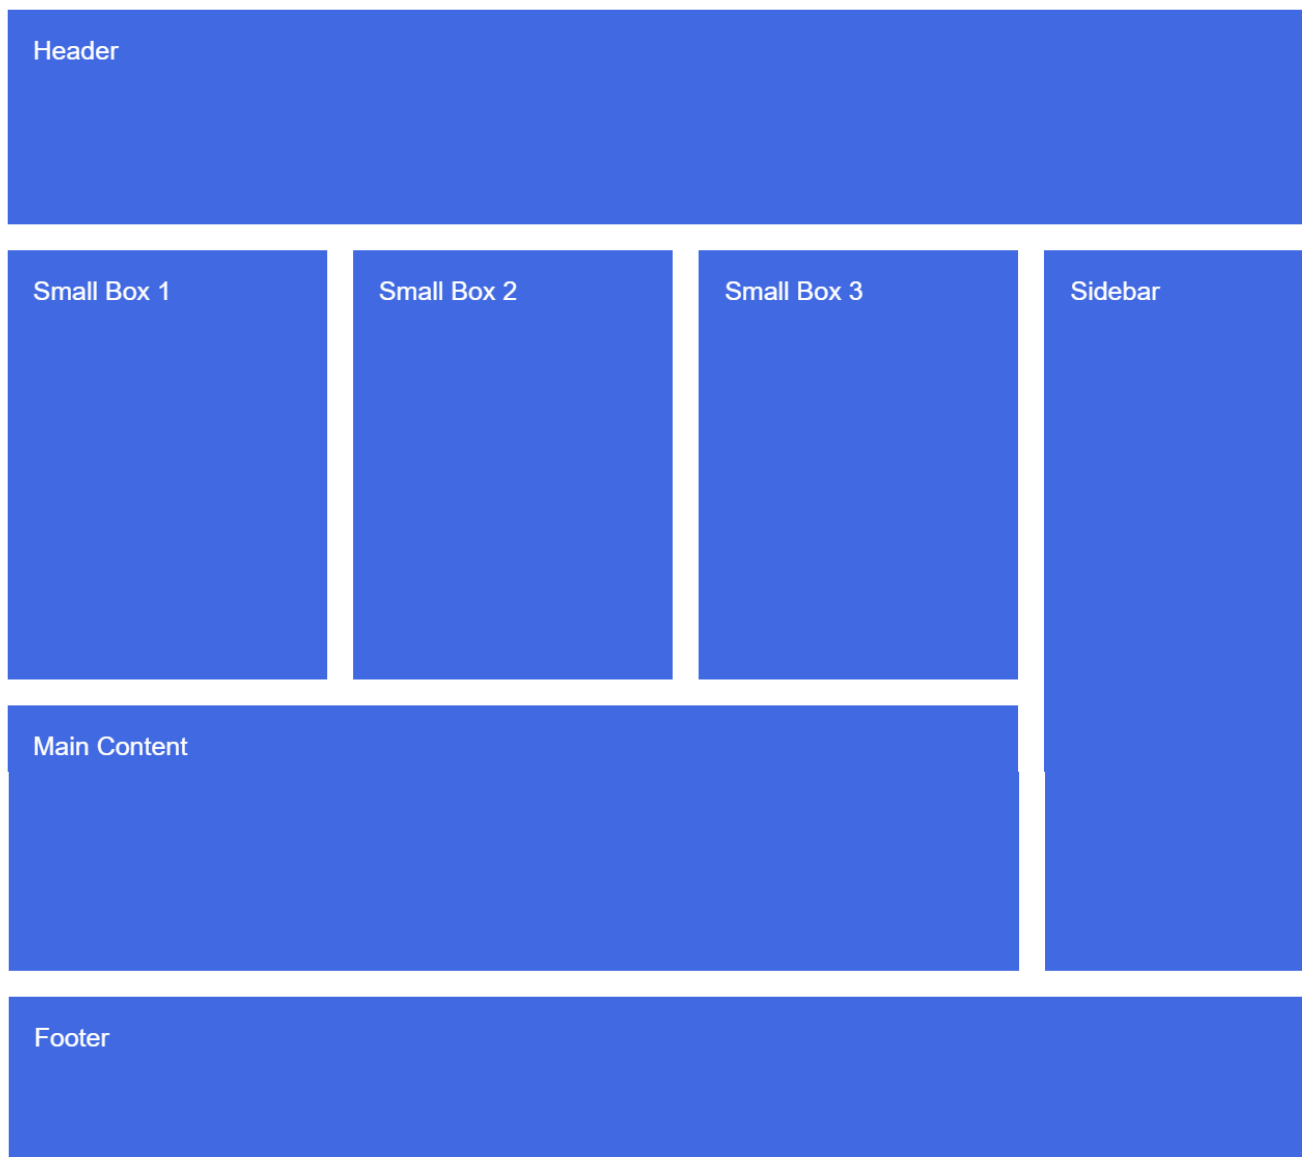 Header
Small Box 1
Small Box 2
Small Box 3
Sidebar
Main Content
Footer